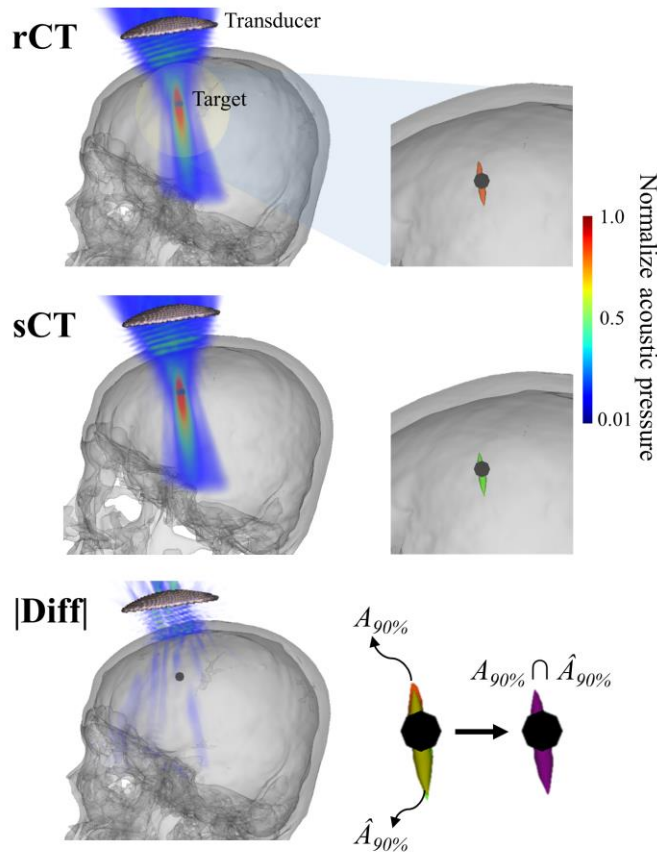 rCT
Transducer
Target
Normalize acoustic pressure
1.0
0.5
0.01
sCT
|Diff|
A90%
A90% ∩ Â90%
Â90%